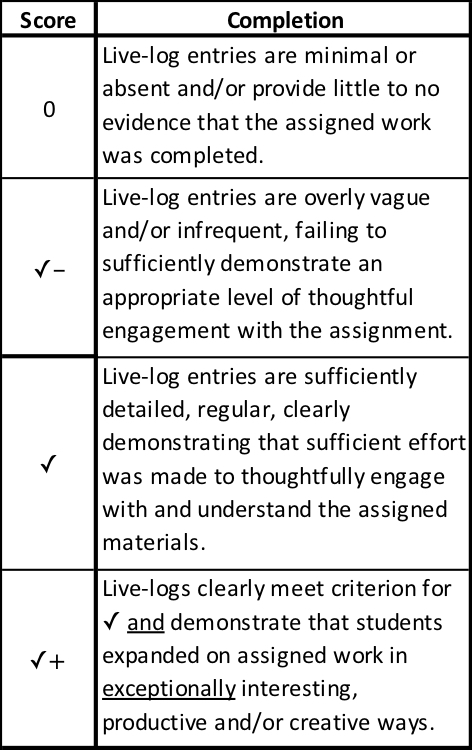 Score Completion
0
Live-log entries are minimal or
absent and/or provide little to no
evidence that the assigned work
was completed.
✓–
Live-log entries are overly vague
and/or infrequent, failing to
sufficiently demonstrate an
appropriate level of thoughtful
engagement with the assignment.
✓
Live-log entries are sufficiently
detailed, regular, clearly
demonstrating that sufficient effort
was made to thoughtfully engage
with and understand the assigned
materials.
✓+
Live-logs clearly meet criterion for
✓ and demonstrate that students
expanded on assigned work in
exceptionally interesting,
productive and/or creative ways.